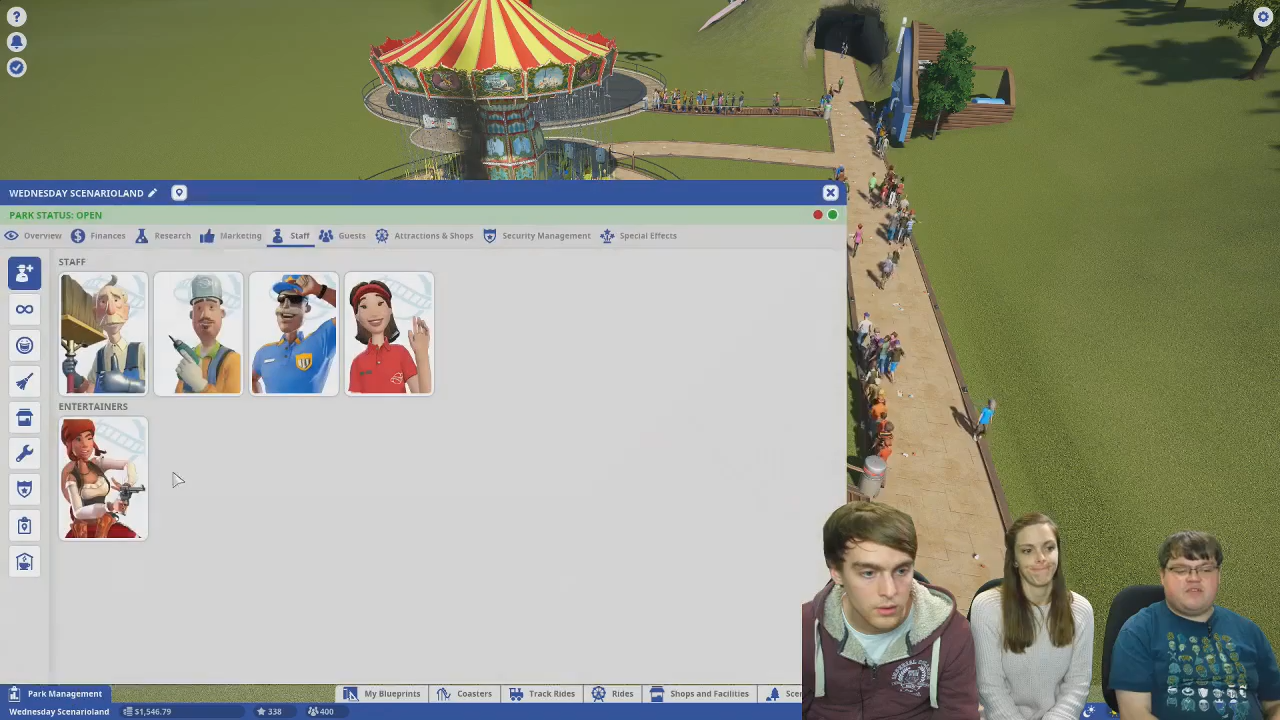 WEDNESDAY SCENARIOLAND
PARK STATUS: OPEN
Overview Finances Research Marketing Staff Guests Attractions & Shops Security Management Special Effects
STAFF
ENTERTAINERS
Park Management My Blueprints Coasters Track Rides Rides Shops and Facilities Scen
Wednesday Scenarioland $1,546.79 338 400